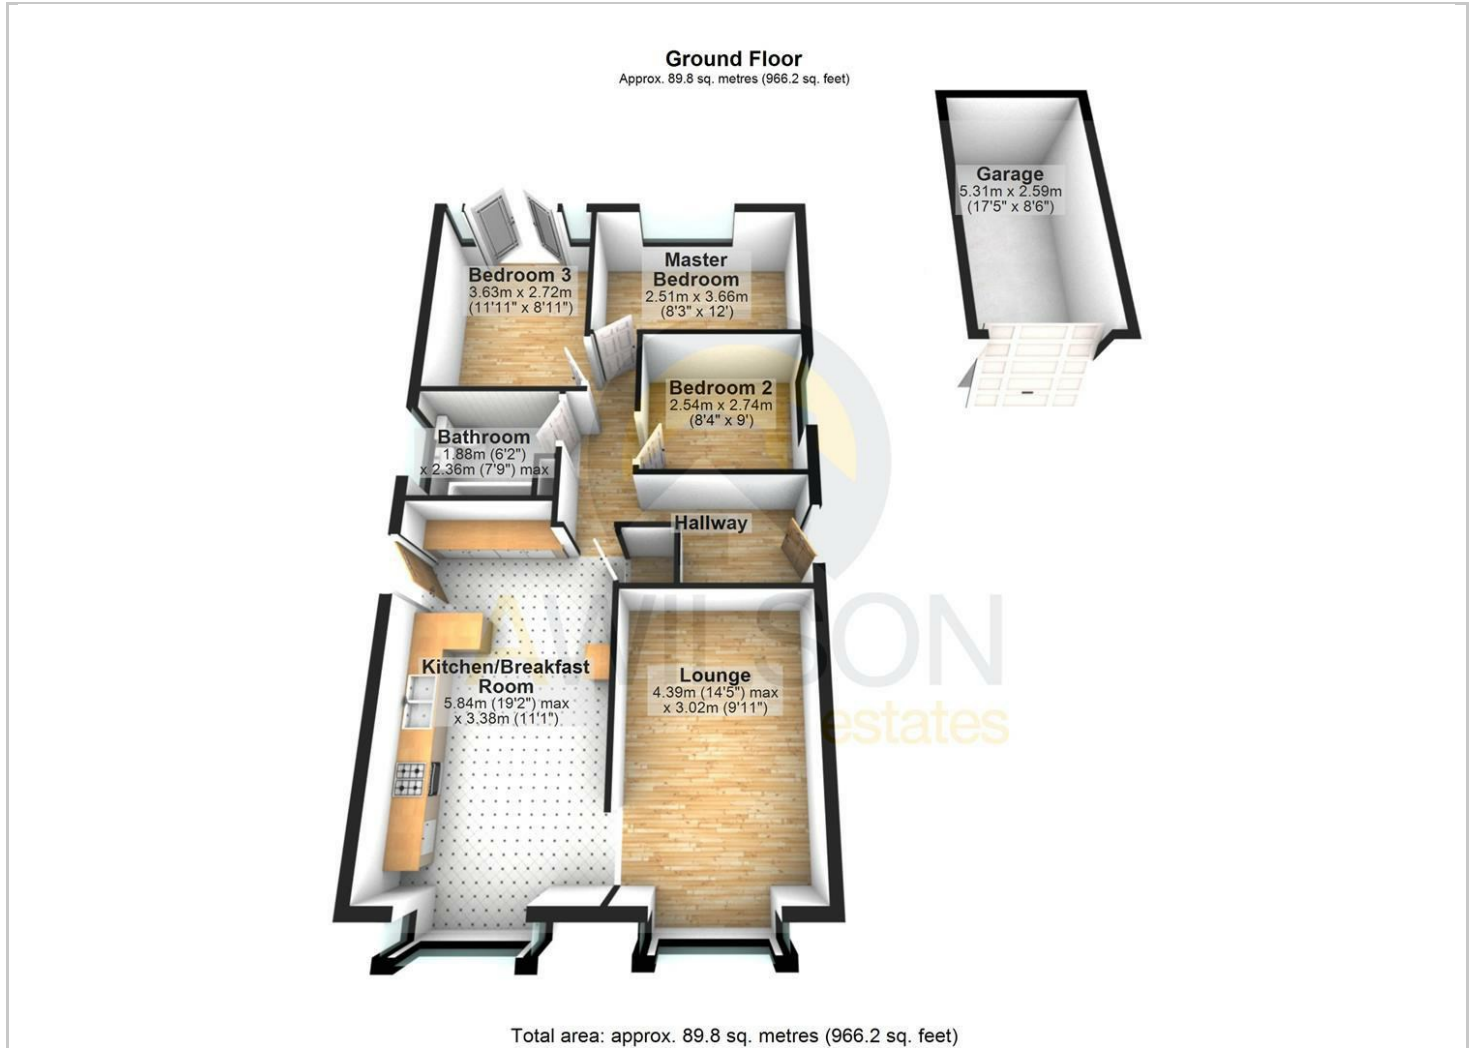 Ground Floor
Approx. 89.8 sq. metres (966.2 sq. feet)
Garage
5.31m x 2.59m
(17'5" x 8'6")
Bedroom 3
3.63m x 2.72m
(11'11" x 8'11")
Master
Bedroom
2.51m x 3.66m
(8'3" x 12')
Bedroom 2
2.54m x 2.74m
(8'4" x 9')
Bathroom
1.88m (6'2")
x 2.36m (7'9") max
Hallway
Kitchen/Breakfast
Room
5.84m (19'2") max
x 3.38m (11'1")
Lounge
4.39m (14'5") max
x 3.02m (9'11")
AWILSON
estates
Total area: approx. 89.8 sq. metres (966.2 sq. feet)